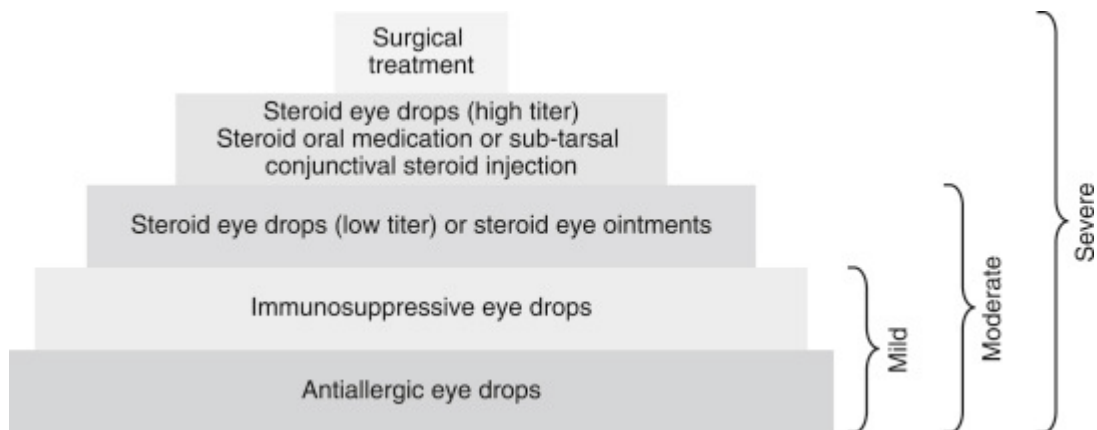 Surgical
treatment
Steroid eye drops (high titer)
Steroid oral medication or sub-tarsal
conjunctival steroid injection
Steroid eye drops (low titer) or steroid eye ointments
Immunosuppressive eye drops
Antiallergic eye drops
Mild
Moderate
Severe